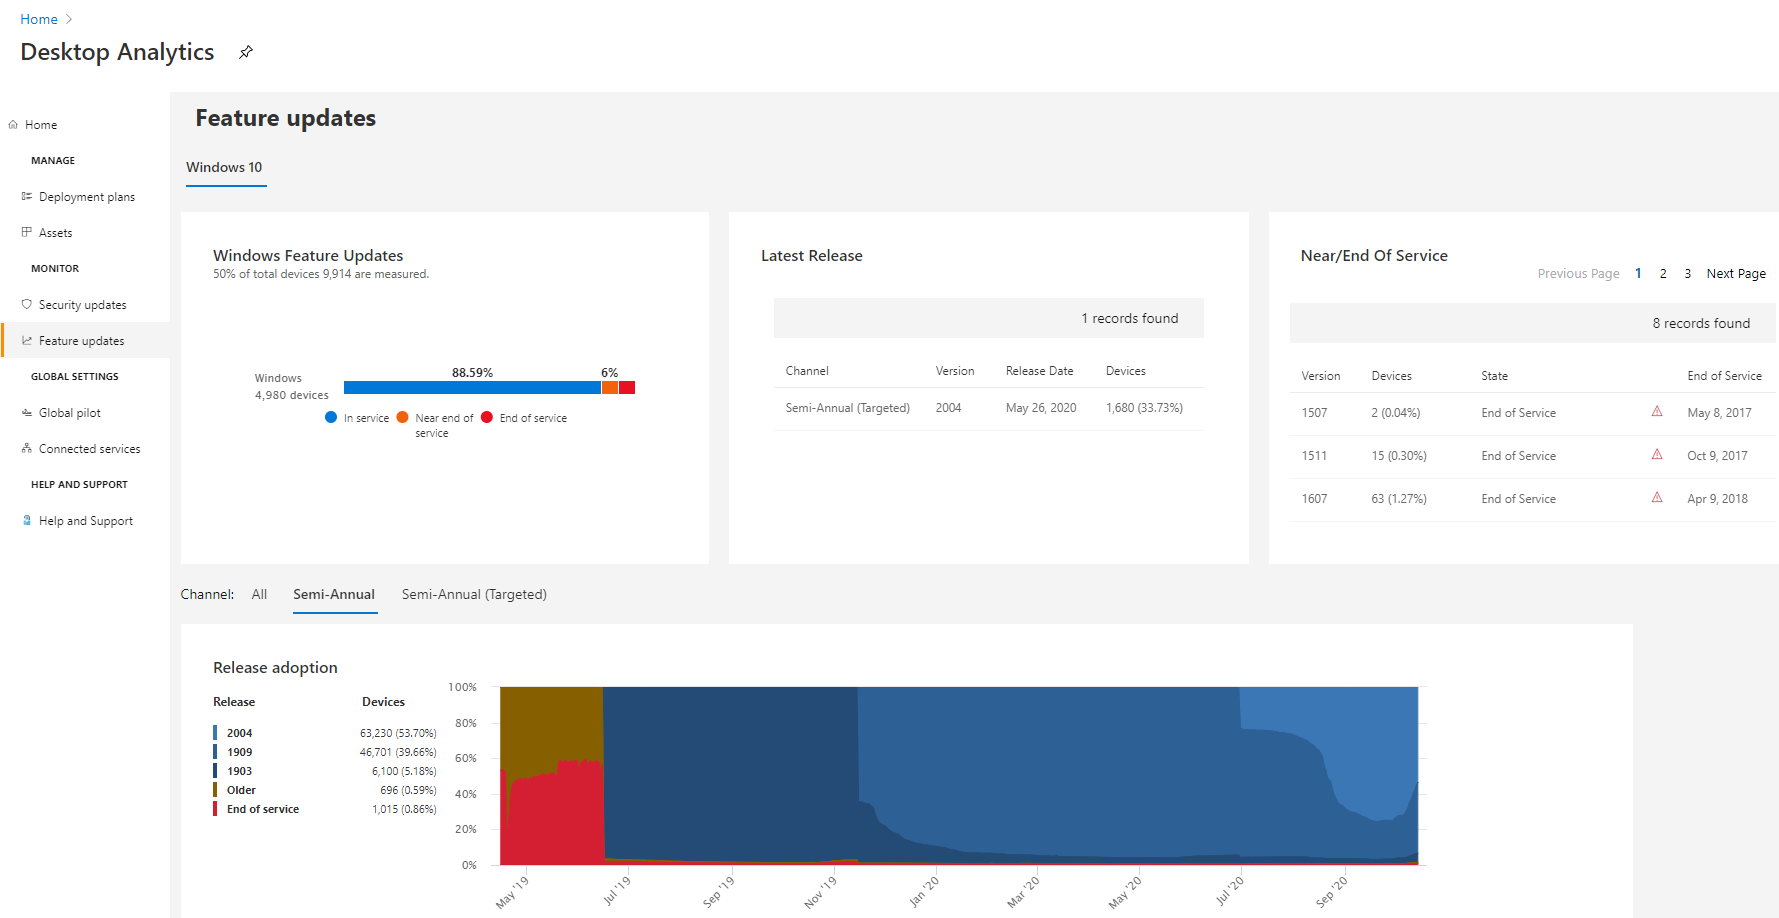 Home
Desktop Analytics
Home
MANAGE
Deployment plans
Assets
MONITOR
Security updates
Feature updates
GLOBAL SETTINGS
Global pilot
Connected services
HELP AND SUPPORT
Help and Support
Feature updates
Windows 10
Windows Feature Updates
50% of total devices 9,914 are measured.
88.59% 6%
Windows
4,980 devices
In service Near end of service End of service
Latest Release
1 records found
Channel Version Release Date Devices
Semi-Annual (Targeted) 2004 May 26, 2020 1,680 (33.73%)
Near/End Of Service
Previous Page 1 2 3 Next Page
8 records found
Version Devices State End of Service
1507 2 (0.04%) End of Service May 8, 2017
1511 15 (0.30%) End of Service Oct 9, 2017
1607 63 (1.27%) End of Service Apr 9, 2018
Channel: All Semi-Annual Semi-Annual (Targeted)
Release adoption
Release Devices
2004 63,230 (53.70%)
1909 46,701 (39.66%)
1903 6,100 (5.18%)
Older 696 (0.59%)
End of service 1,015 (0.86%)
100%
80%
60%
40%
20%
0%
May '19 Jul '19 Sep '19 Nov '19 Jan '20 Mar '20 May '20 Jul '20 Sep '20